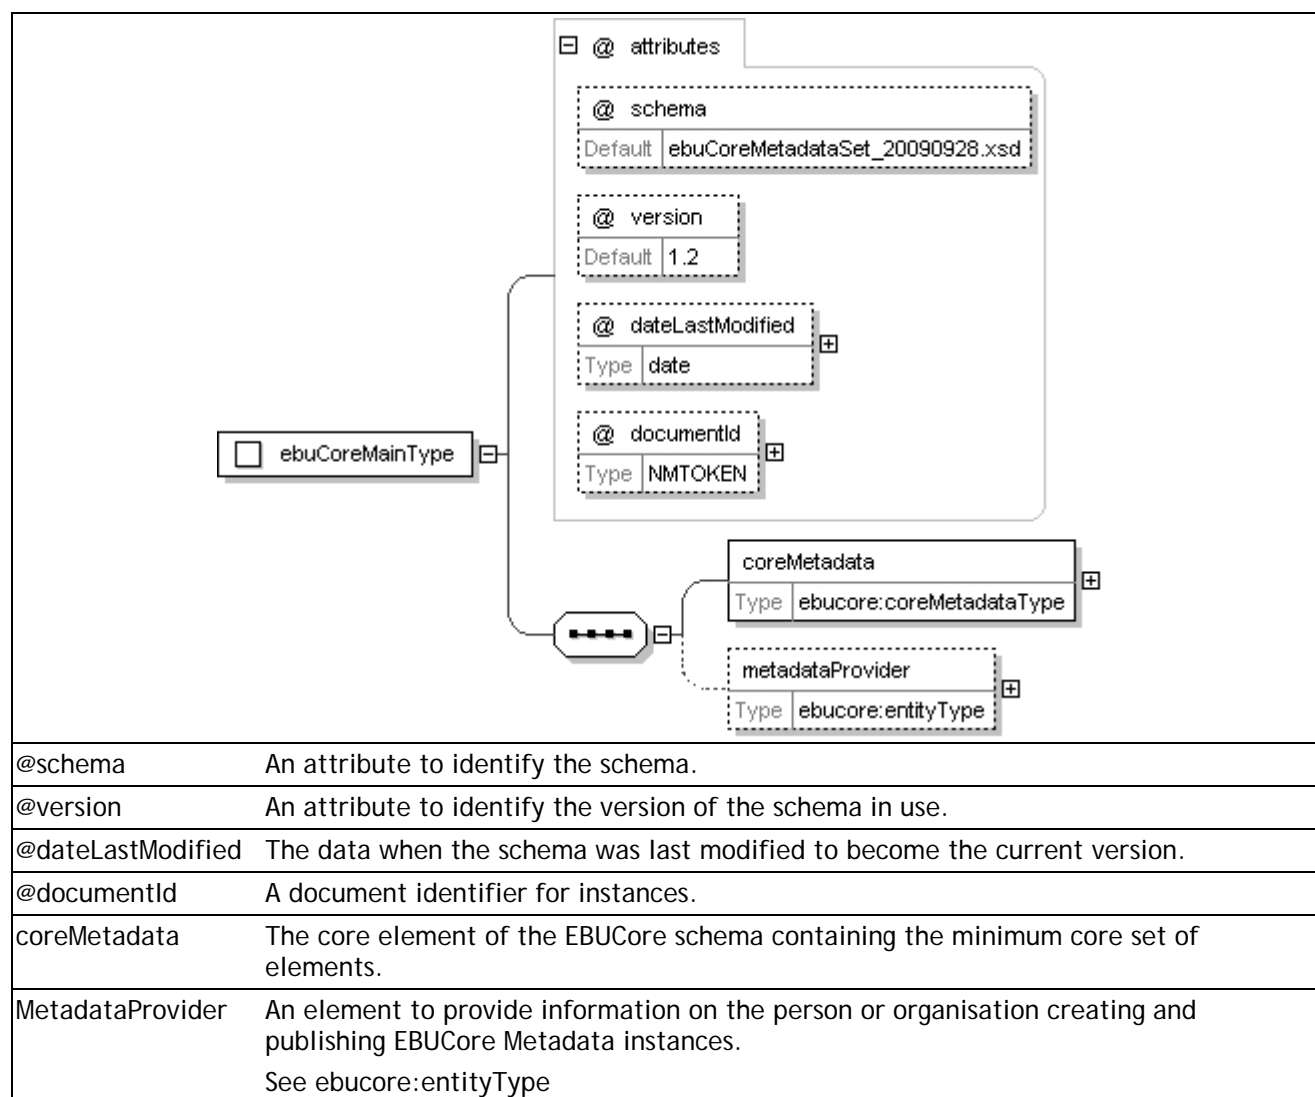 @ attributes
@ schema
Default ebuCoreMetadataSet_20090928.xsd
@ version
Default 1.2
@ dateLastModified
Type date
@ documentId
Type NMTOKEN
ebuCoreMainType
coreMetadata
Type ebucore:coreMetadataType
metadataProvider
Type ebucore:entityType
@schema An attribute to identify the schema.
@version An attribute to identify the version of the schema in use.
@dateLastModified The data when the schema was last modified to become the current version.
@documentId A document identifier for instances.
coreMetadata The core element of the EBUCore schema containing the minimum core set of
elements.
MetadataProvider An element to provide information on the person or organisation creating and
publishing EBUCore Metadata instances.
See ebucore:entityType